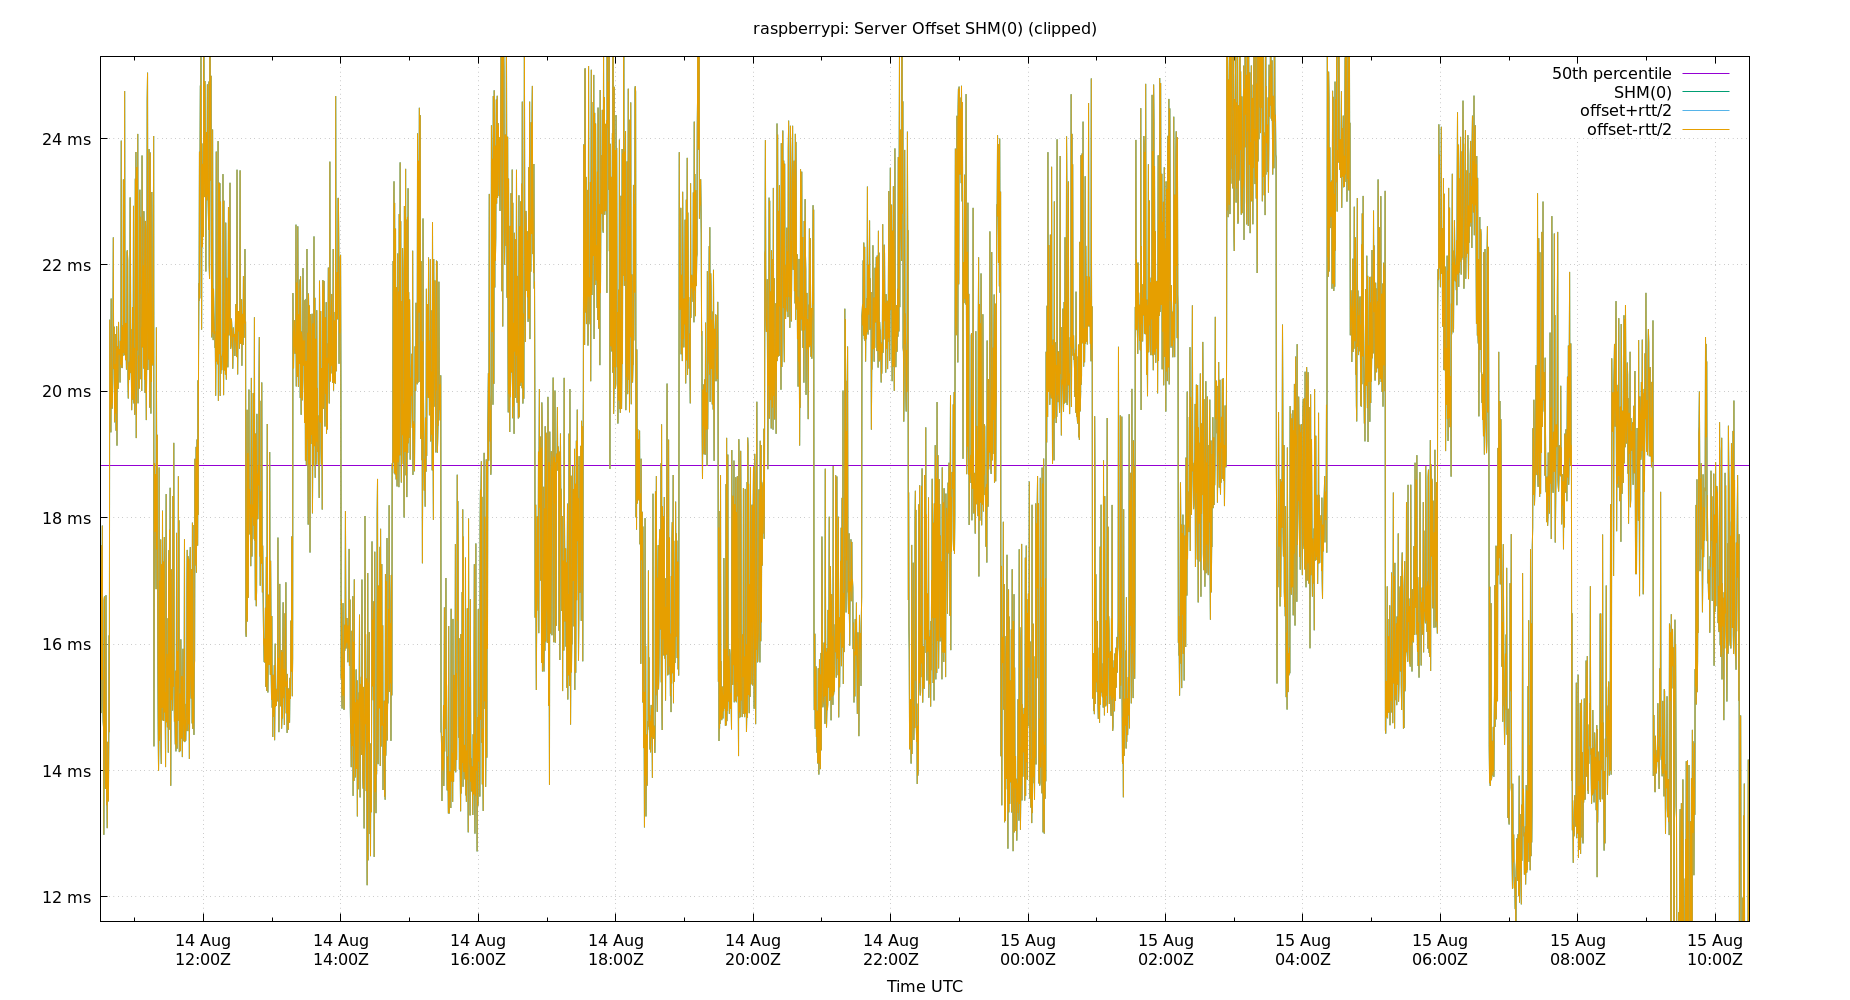 raspberrypi: Server Offset SHM(0) (clipped)
50th percentile
SHM(0)
offset+rtt/2
offset-rtt/2
24 ms
22 ms
20 ms
18 ms
16 ms
14 ms
12 ms
14 Aug 14 Aug 14 Aug 14 Aug 14 Aug 14 Aug 15 Aug 15 Aug 15 Aug 15 Aug 15 Aug 15 Aug
12:00Z 14:00Z 16:00Z 18:00Z 20:00Z 22:00Z 00:00Z 02:00Z 04:00Z 06:00Z 08:00Z 10:00Z
Time UTC